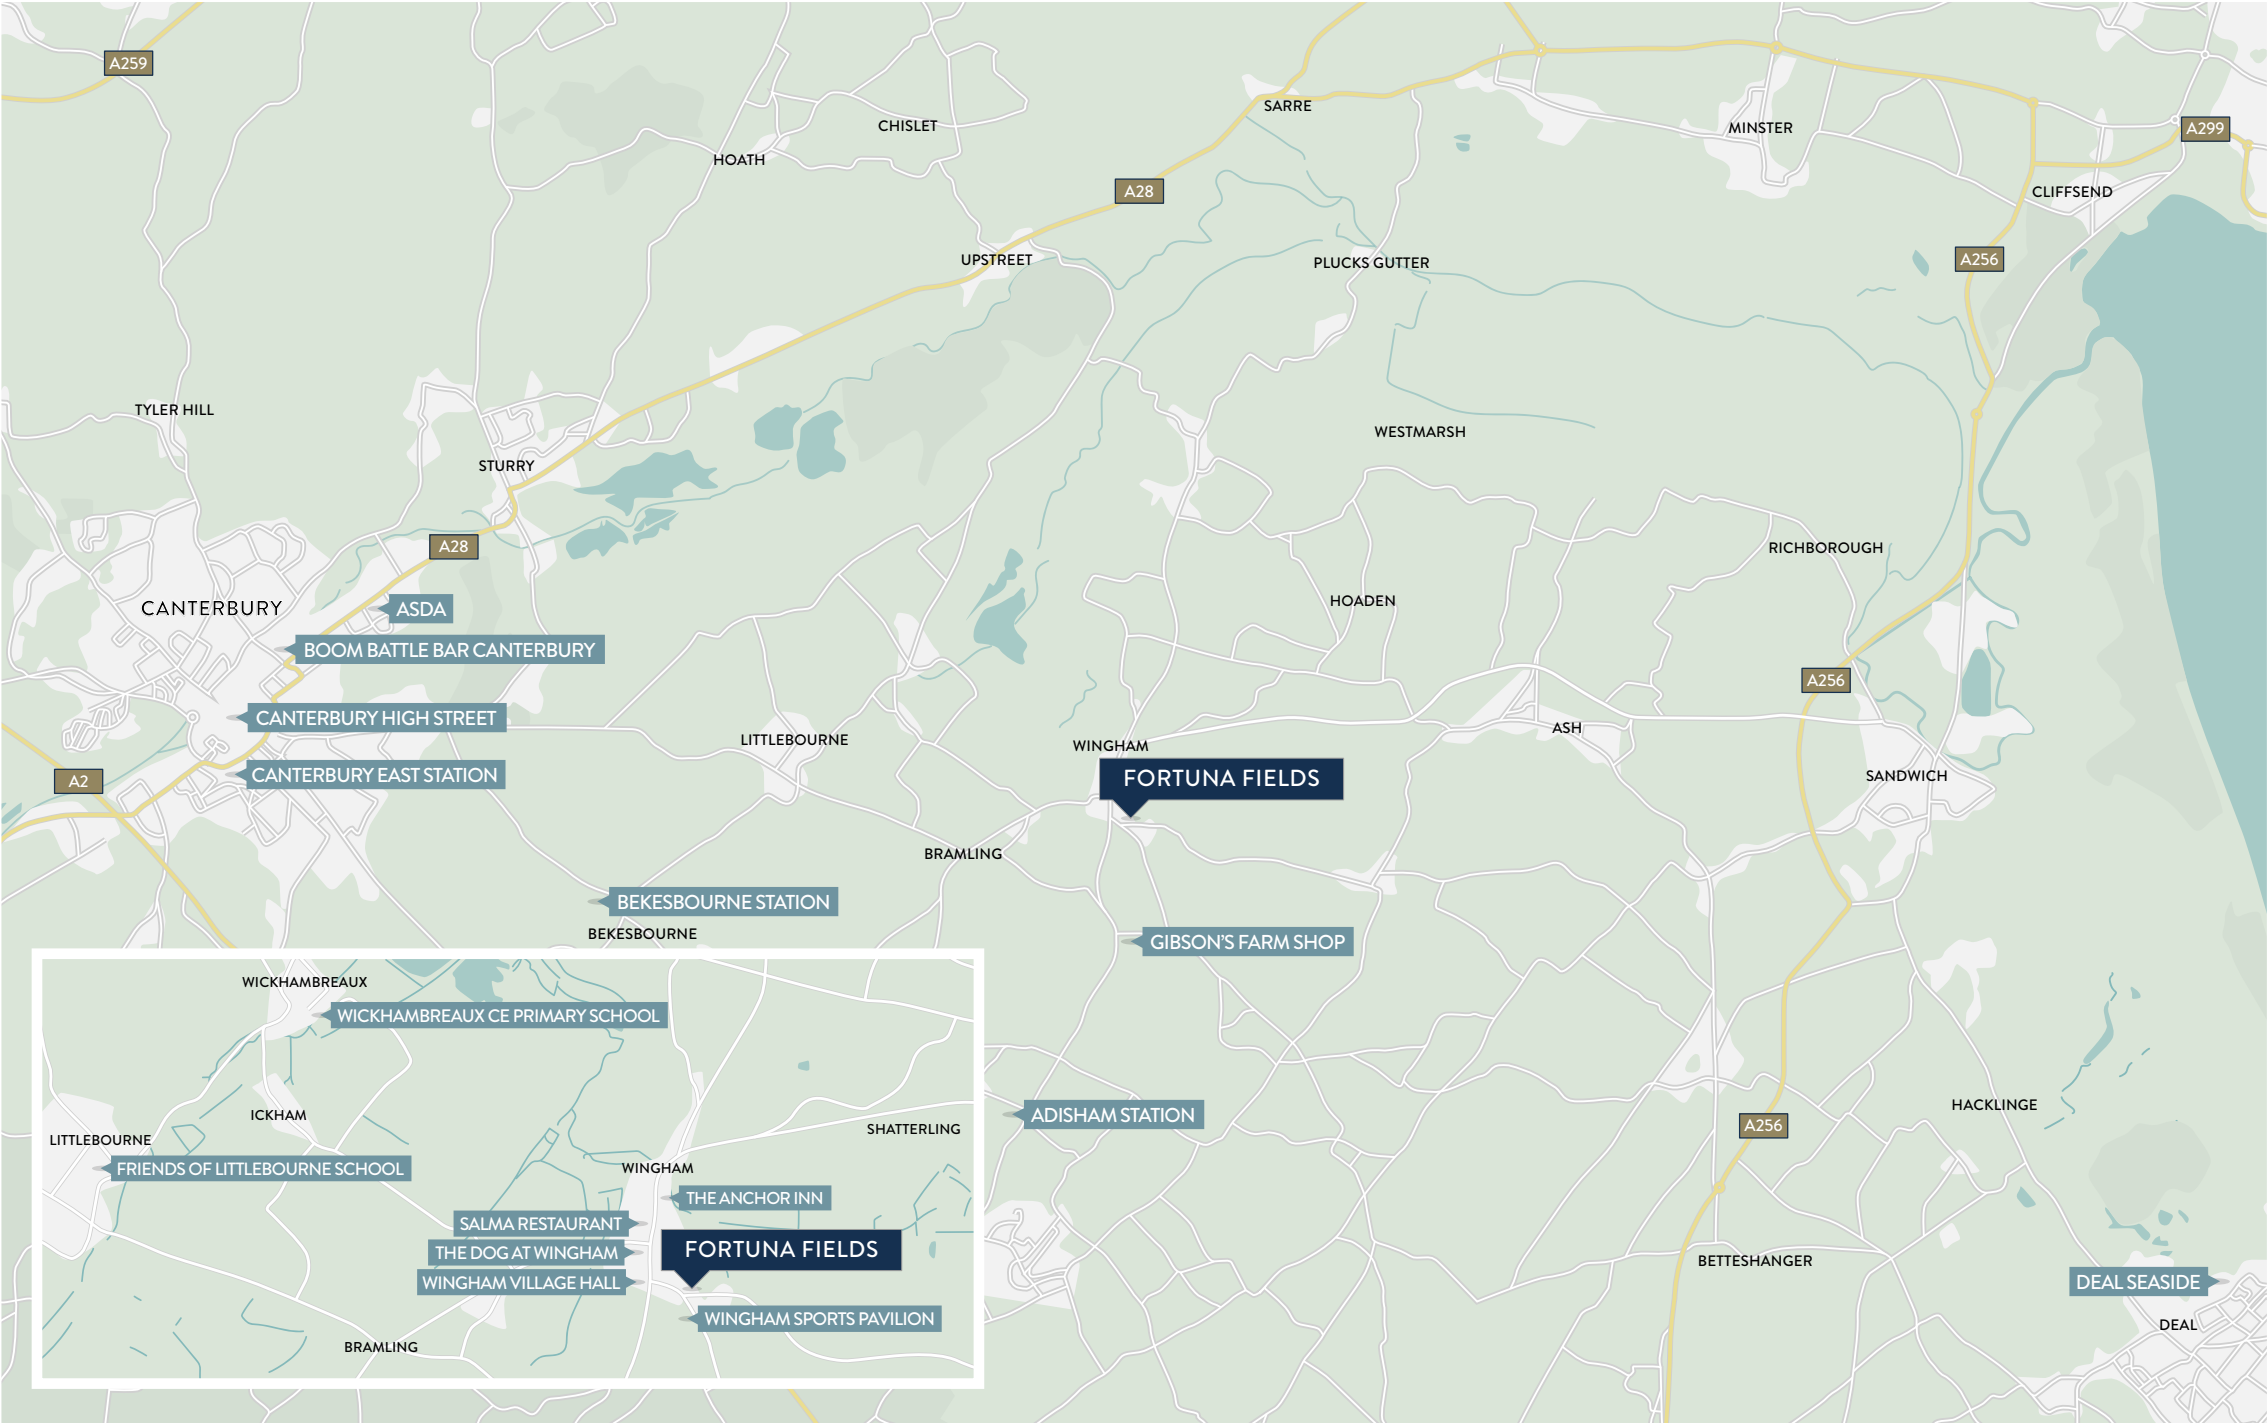 A259
SARRE
CHISLET
MINSTER
A299
HOATH
A28
CLIFFSEND
UPSTREET
PLUCKS GUTTER
A256
TYLER HILL
WESTMARSH
STURRY
A28
RICHBOROUGH
CANTERBURY
ASDA
HOADEN
BOOM BATTLE BAR CANTERBURY
A256
CANTERBURY HIGH STREET
ASH
LITTLEBOURNE
WINGHAM
CANTERBURY EAST STATION
A2
FORTUNA FIELDS
SANDWICH
BRAMLING
BEKESBOURNE STATION
BEKESBOURNE
GIBSON'S FARM SHOP
ADISHAM STATION
HACKLINGE
A256
BETTESHANGER
DEAL SEASIDE
DEAL
WICKHAMBREAUX
WICKHAMBREAUX CE PRIMARY SCHOOL
ICKHAM
SHATTERLING
LITTLEBOURNE
FRIENDS OF LITTLEBOURNE SCHOOL
WINGHAM
THE ANCHOR INN
SALMA RESTAURANT
THE DOG AT WINGHAM
FORTUNA FIELDS
WINGHAM VILLAGE HALL
WINGHAM SPORTS PAVILION
BRAMLING